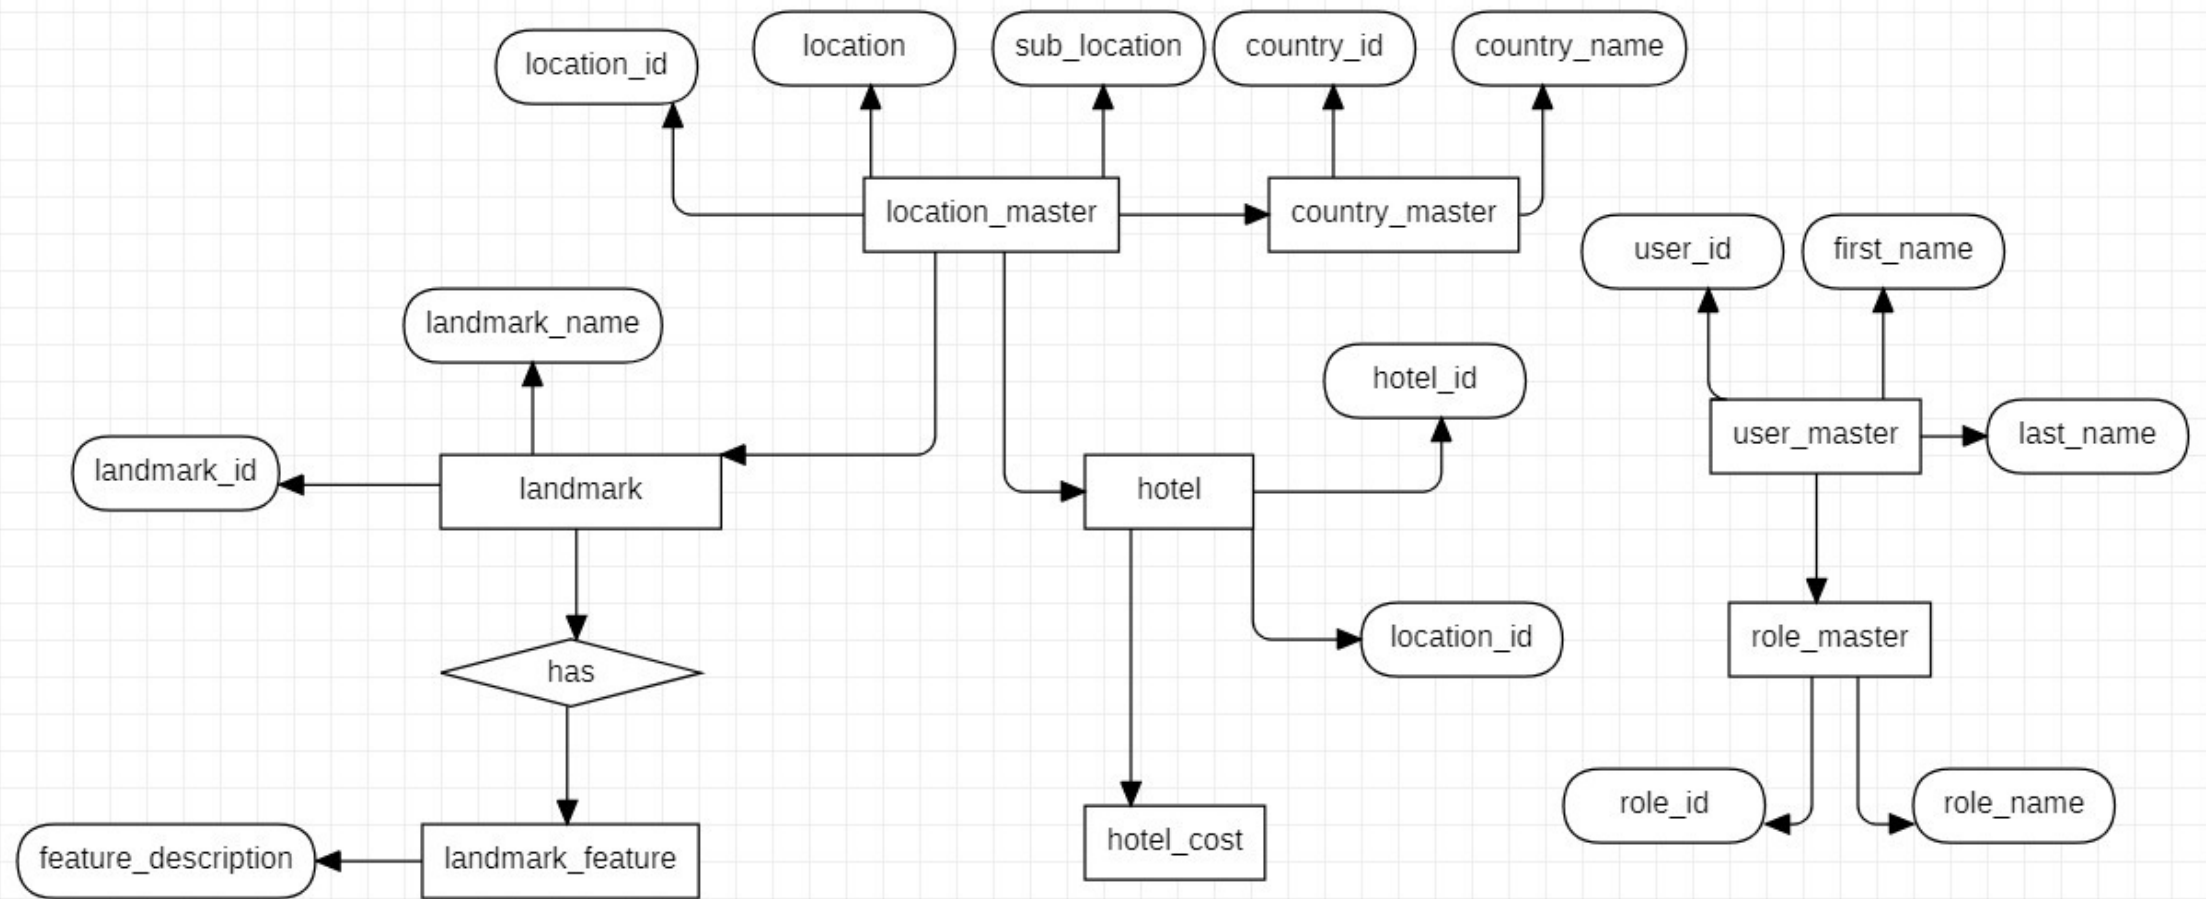 location_id
location
sub_location
country_id
country_name
location_master
country_master
user_id
first_name
landmark_name
hotel_id
user_master
last_name
landmark_id
landmark
hotel
location_id
role_master
has
role_id
role_name
hotel_cost
feature_description
landmark_feature